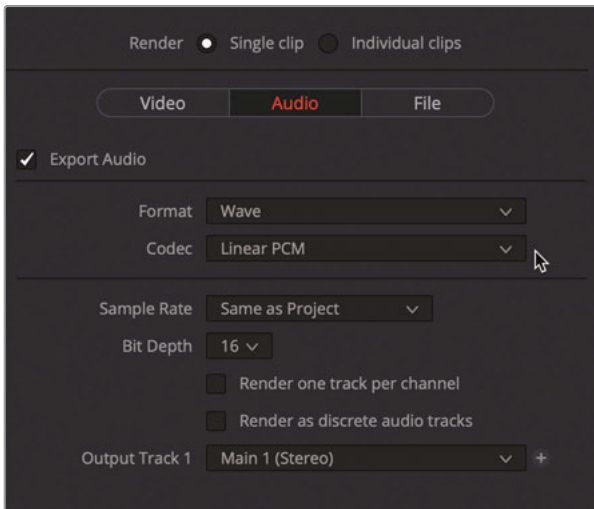 Render Single clip Individual clips
Video Audio File
Export Audio
Format Wave
Codec Linear PCM
Sample Rate Same as Project
Bit Depth 16
Render one track per channel
Render as discrete audio tracks
Output Track 1 Main 1 (Stereo) +